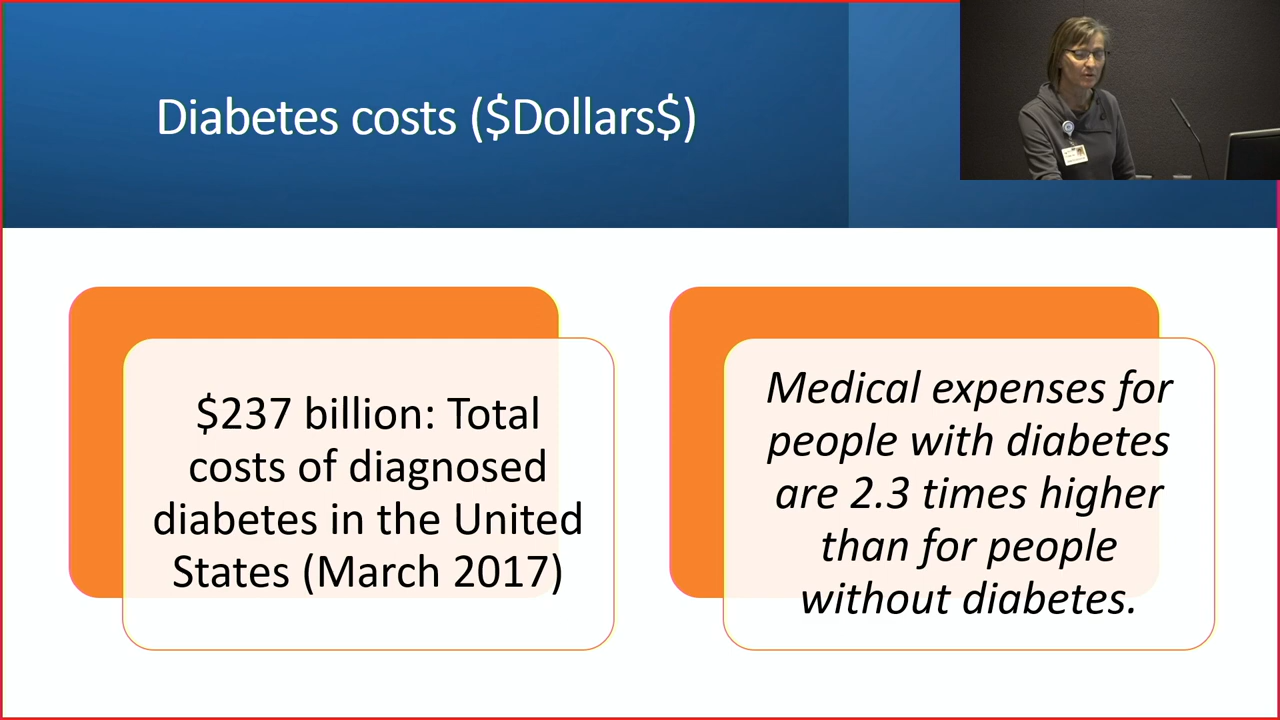 Diabetes costs ($Dollars$)
$237 billion: Total
costs of diagnosed
diabetes in the United
States (March 2017)
Medical expenses for
people with diabetes
are 2.3 times higher
than for people
without diabetes.